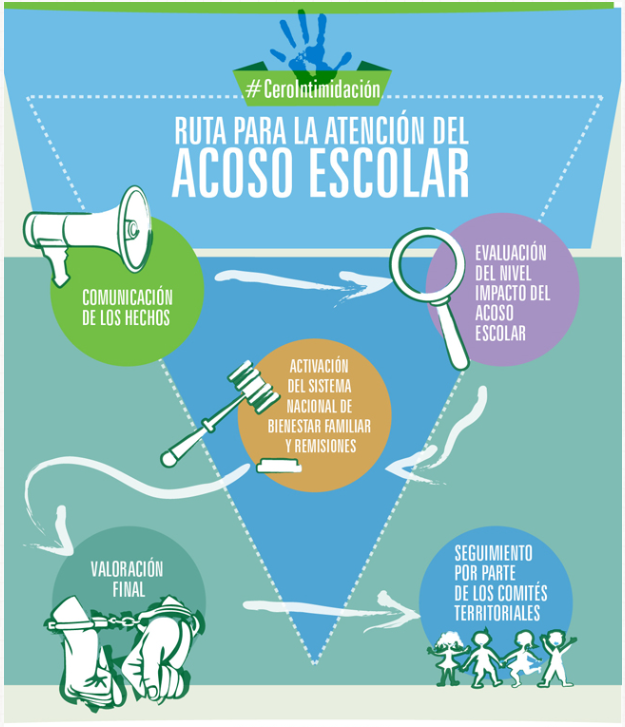 #CeroIntimidación
RUTA PARA LA ATENCIÓN DEL
ACOSO ESCOLAR
COMUNICACIÓN
DE LOS HECHOS
EVALUACIÓN
DEL NIVEL
IMPACTO DEL
ACOSO
ESCOLAR
ACTIVACIÓN
DEL SISTEMA
NACIONAL DE
BIENESTAR FAMILIAR
Y REMISIONES
VALORACIÓN
FINAL
SEGUIMIENTO
POR PARTE
DE LOS COMITÉS
TERRITORIALES